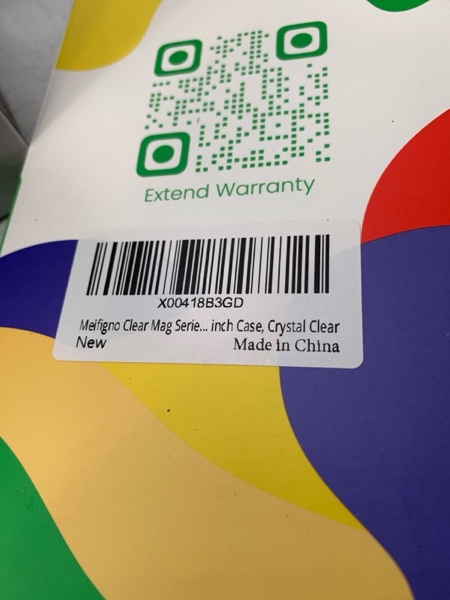 Extend Warranty
X00418B3GD
Meifigno Clear Mag Serie... inch Case, Crystal Clear
New
Made in China